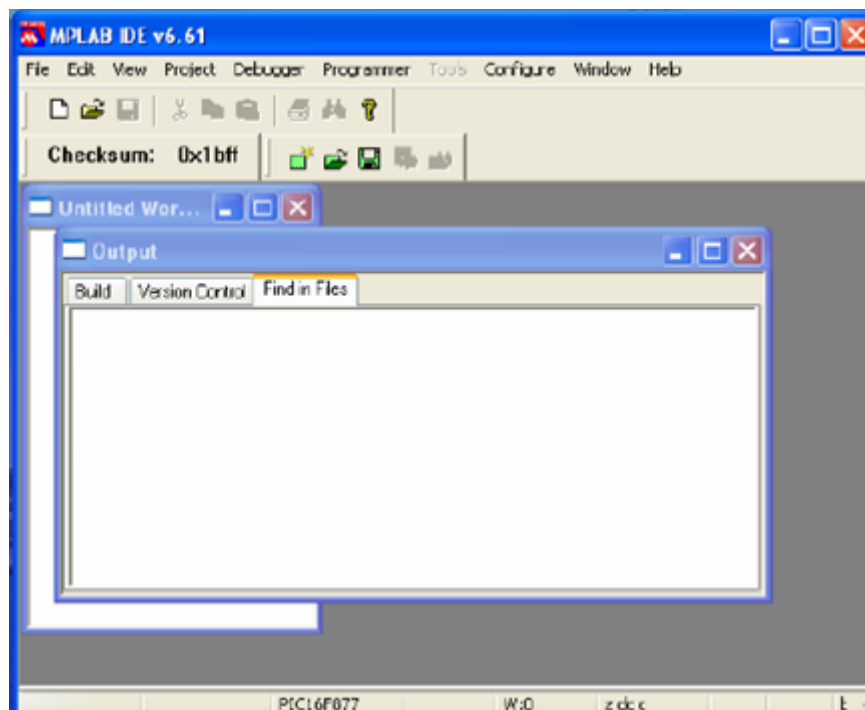 MPLAB IDE v6.61
File Edit View Project Debugger Programmer Tools Configure Window Help
Checksum: 0x1bff
Untitled Wor...
Output
Build Version Control Find in Files
PIC16F877 W:0 z dc c